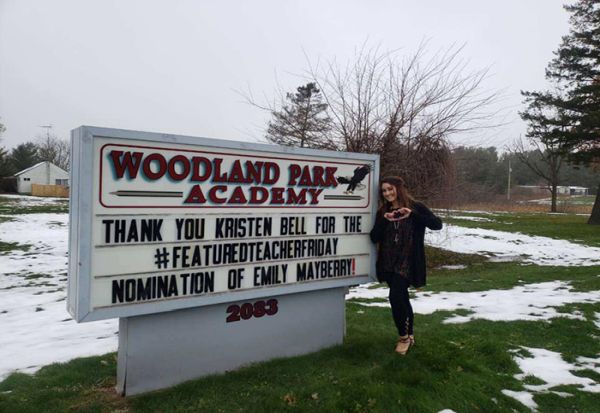 WOODLAND PARK
ACADEMY
THANK YOU KRISTEN BELL FOR THE
#FEATUREDTEACHERFRIDAY
NOMINATION OF EMILY MAYBERRY!
2083